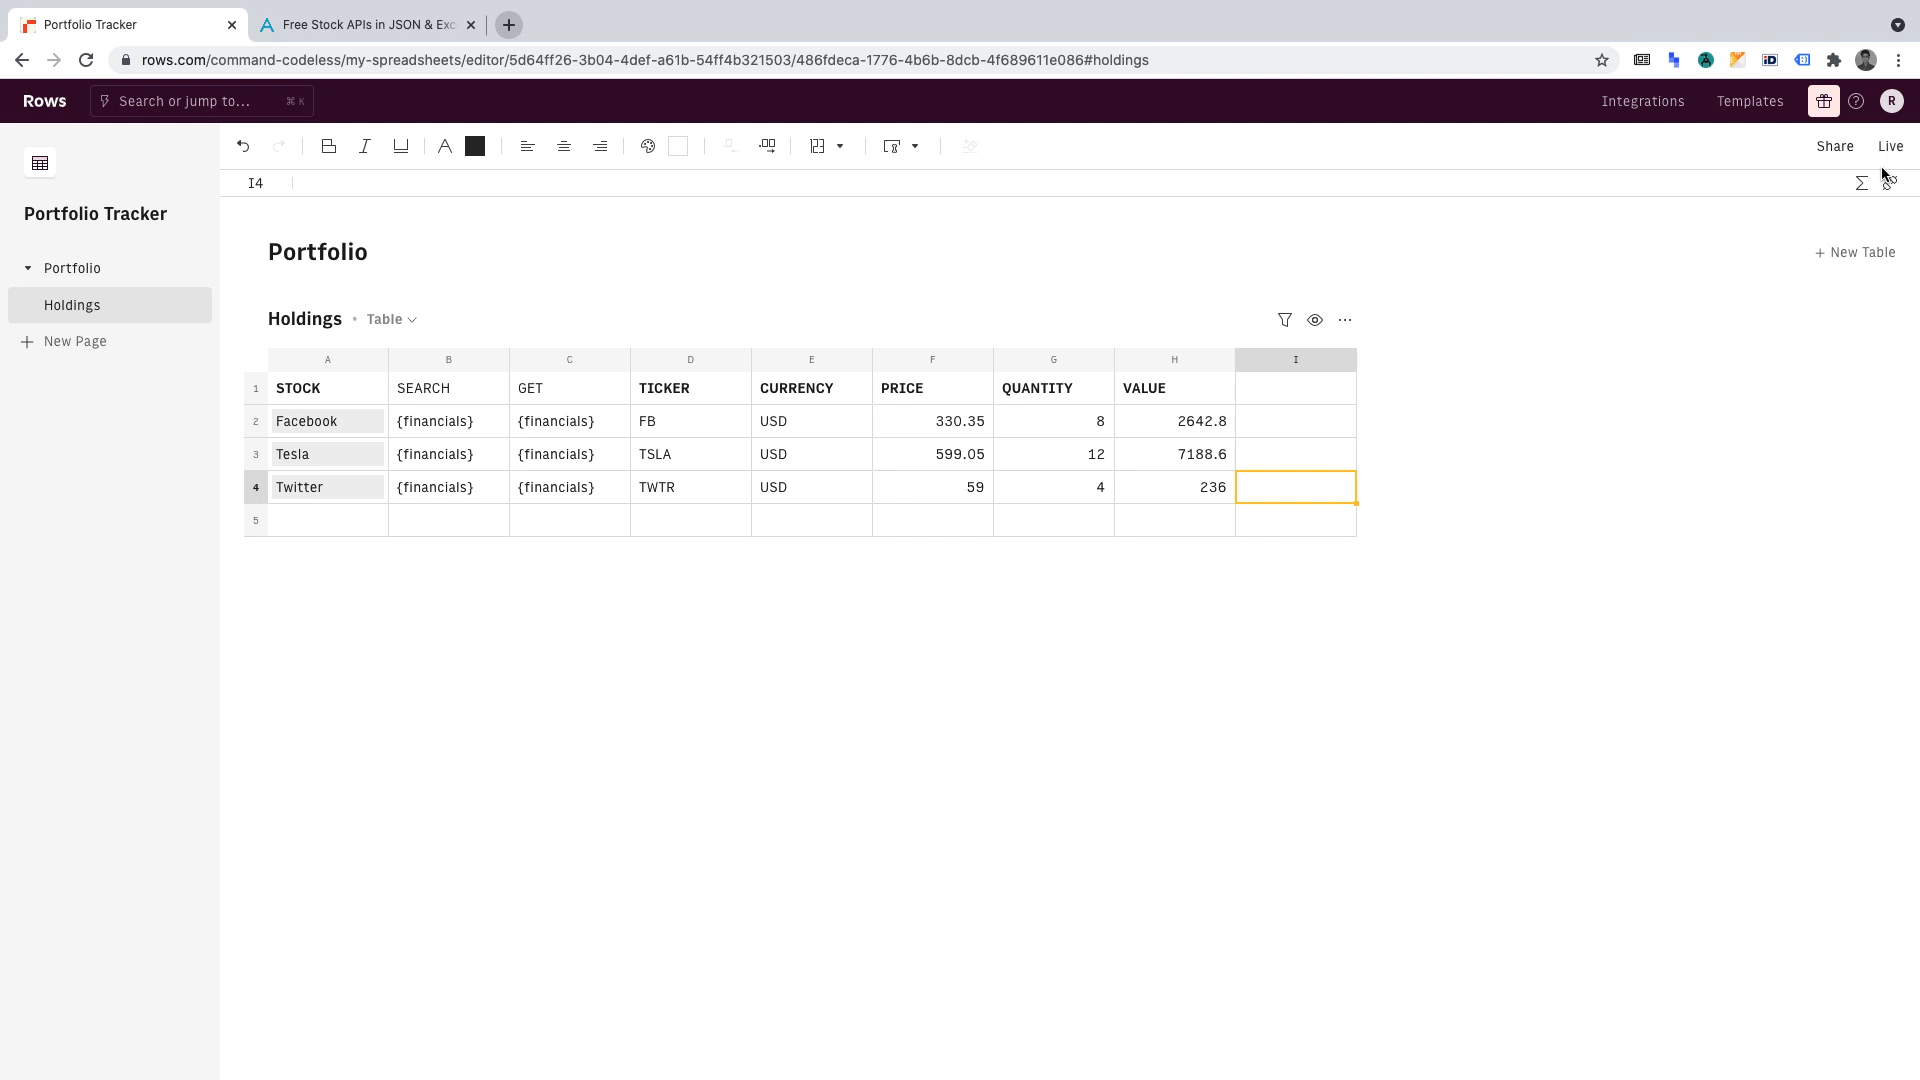 Portfolio Tracker
Free Stock APIs in JSON & Exc
rows.com/command-codeless/my-spreadsheets/editor/5d64ff26-3b04-4def-a61b-54ff4b321503/486fdeca-1776-4b6b-8dcb-4f689611e086#holdings
Rows
Search or jump to...
⌘ K
Integrations
Templates
R
Share
Live
I4
Portfolio Tracker
Portfolio
Holdings
+ New Page
Portfolio
+ New Table
Holdings • Table
A B C D E F G H I
1 STOCK SEARCH GET TICKER CURRENCY PRICE QUANTITY VALUE
2 Facebook {financials} {financials} FB USD 330.35 8 2642.8
3 Tesla {financials} {financials} TSLA USD 599.05 12 7188.6
4 Twitter {financials} {financials} TWTR USD 59 4 236
5